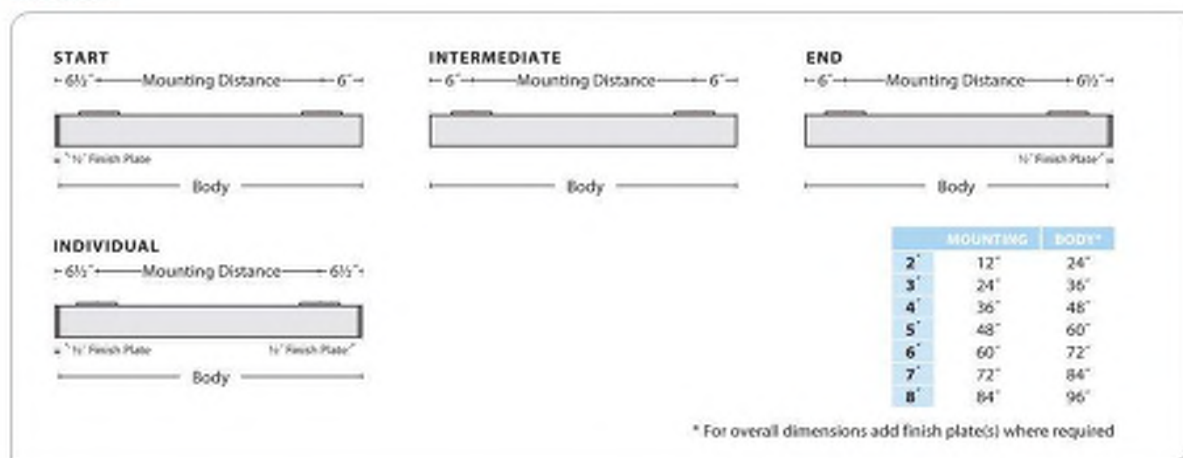 START
6½" Mounting Distance 6"
½" Finish Plate
Body
INTERMEDIATE
6" Mounting Distance 6"
Body
END
6" Mounting Distance 6½"
½" Finish Plate
Body
INDIVIDUAL
6½" Mounting Distance 6½"
½" Finish Plate ½" Finish Plate
Body
MOUNTING BODY*
2' 12" 24"
3' 24" 36"
4' 36" 48"
5' 48" 60"
6' 60" 72"
7' 72" 84"
8' 84" 96"
* For overall dimensions add finish plate(s) where required